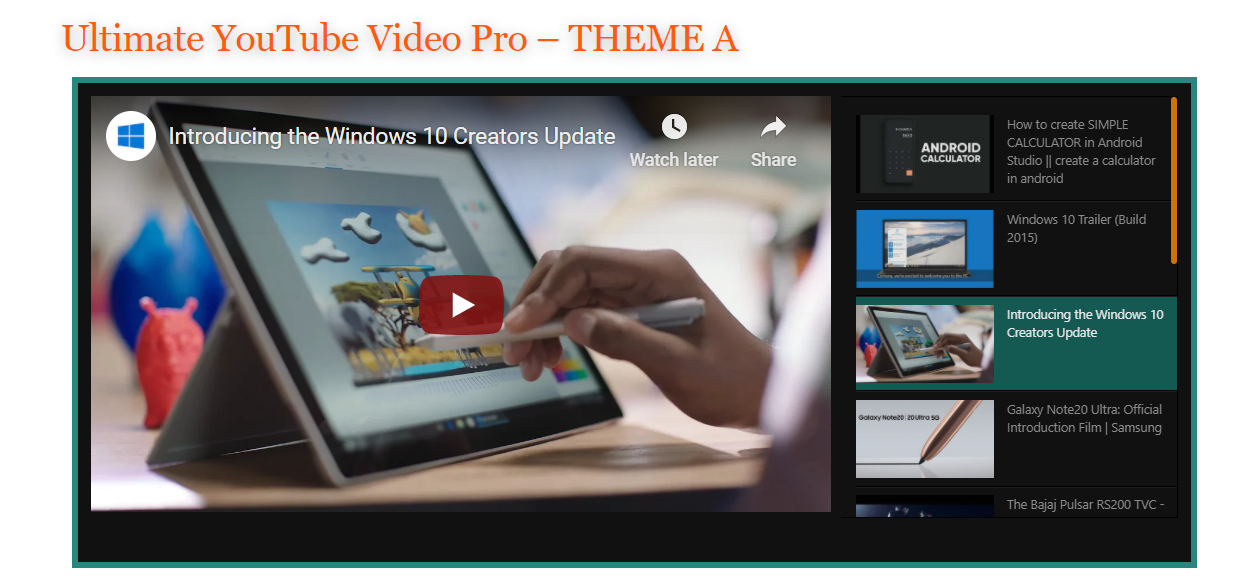 Ultimate YouTube Video Pro – THEME A
Introducing the Windows 10 Creators Update
Watch later
Share
ANDROID
CALCULATOR
How to create SIMPLE
CALCULATOR in Android
Studio || create a calculator
in android
Windows 10 Trailer (Build
2015)
Introducing the Windows 10
Creators Update
Galaxy Note20 | 20 Ultra 5G
Galaxy Note20 Ultra: Official
Introduction Film | Samsung
The Bajaj Pulsar RS200 TVC -